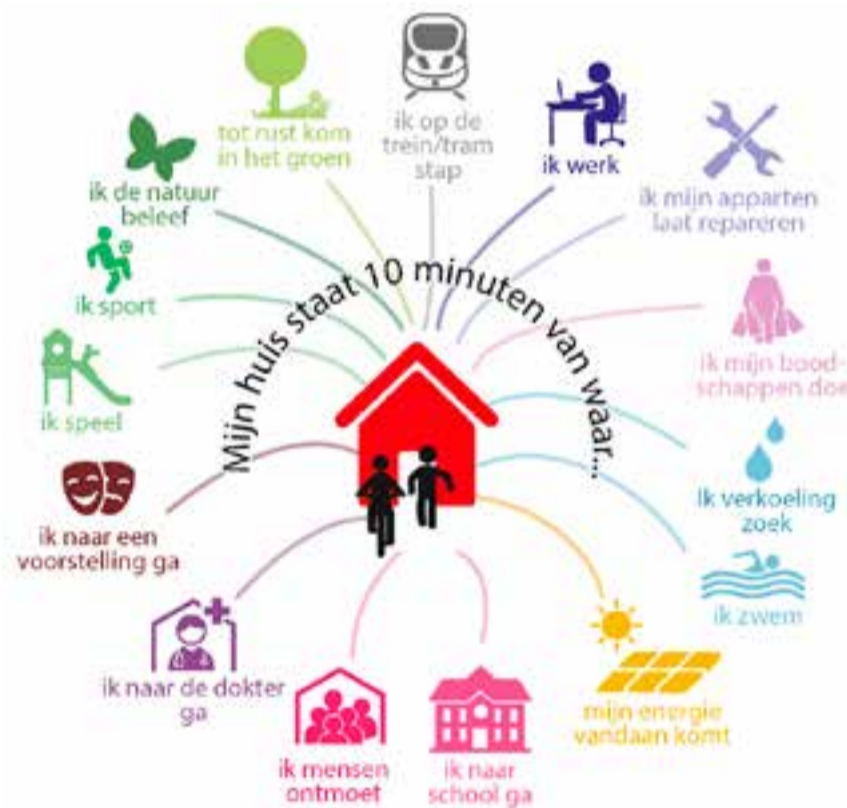 Mijn huis staat 10 minuten van waar...
ik op de
trein/tram
stap
ik werk
ik mijn apparten
laat repareren
ik mijn bood-
schappen doe
Ik verkoeling
zoek
ik zwem
mijn energie
vandaan komt
ik naar
school ga
ik mensen
ontmoet
ik naar de dokter
ga
ik naar een
voorstelling ga
ik speel
ik sport
ik de natuur
beleef
tot rust kom
in het groen